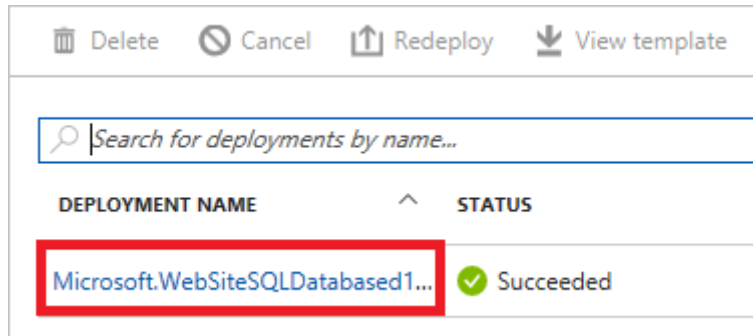 Delete Cancel Redeploy View template
Search for deployments by name...
DEPLOYMENT NAME STATUS
Microsoft.WebSiteSQLDatabased1... Succeeded